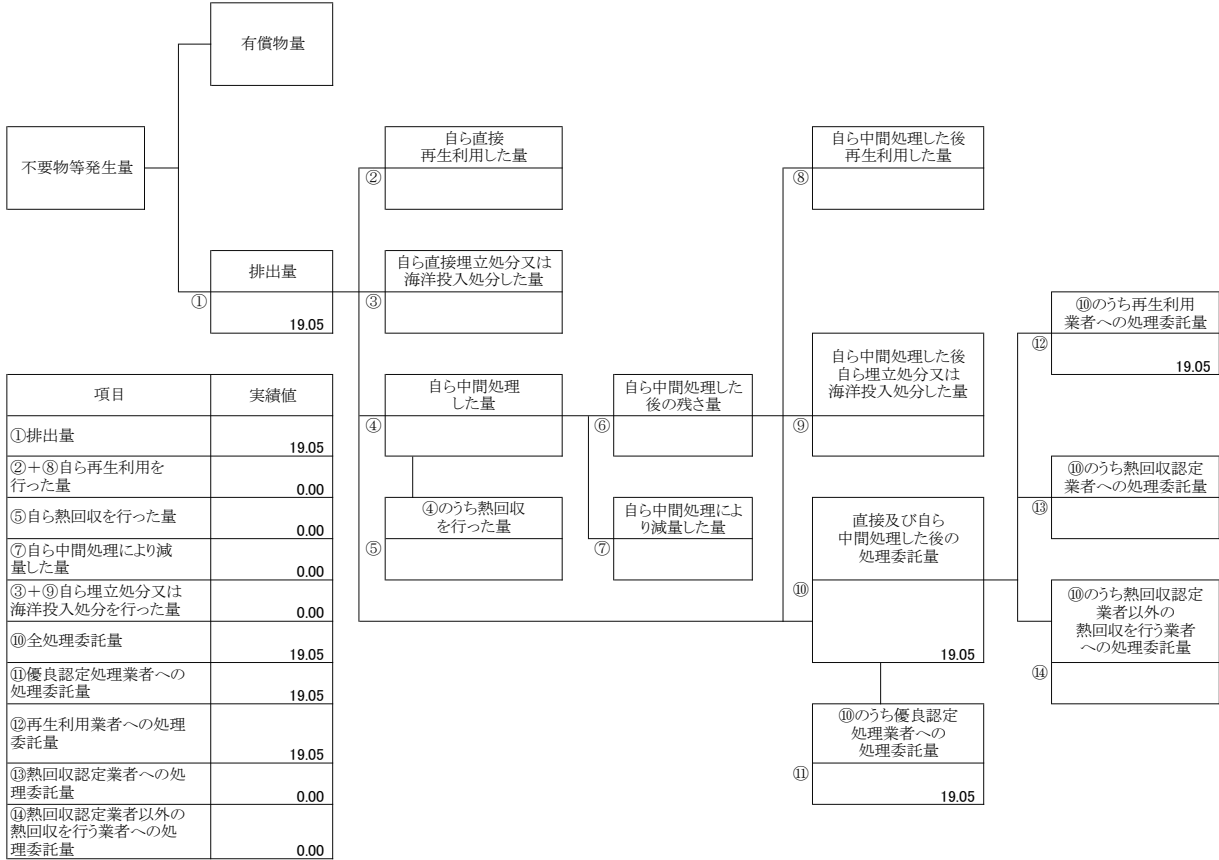 有償物量
不要物等発生量
自ら直接
再生利用した量
②
自ら中間処理した後
再生利用した量
⑧
排出量
①
19.05
自ら直接埋立処分又は
海洋投入処分した量
③
⑩のうち再生利用
業者への処理委託量
⑫
19.05
自ら中間処理
した量
④
自ら中間処理した
後の残さ量
⑥
自ら中間処理した後
自ら埋立処分又は
海洋投入処分した量
⑨
⑩のうち熱回収認定
業者への処理委託量
⑬
④のうち熱回収
を行った量
⑤
自ら中間処理によ
り減量した量
⑦
直接及び自ら
中間処理した後の
処理委託量
⑩
19.05
⑩のうち熱回収認定
業者以外の
熱回収を行う業者
への処理委託量
⑭
⑩のうち優良認定
処理業者への
処理委託量
⑪
19.05
項目 実績値
①排出量 19.05
②+⑧自ら再生利用を
行った量 0.00
⑤自ら熱回収を行った量 0.00
⑦自ら中間処理により減
量した量 0.00
③+⑨自ら埋立処分又は
海洋投入処分を行った量 0.00
⑩全処理委託量 19.05
⑪優良認定処理業者への
処理委託量 19.05
⑫再生利用業者への処理
委託量 19.05
⑬熱回収認定業者への処
理委託量 0.00
⑭熱回収認定業者以外の
熱回収を行う業者への処
理委託量 0.00